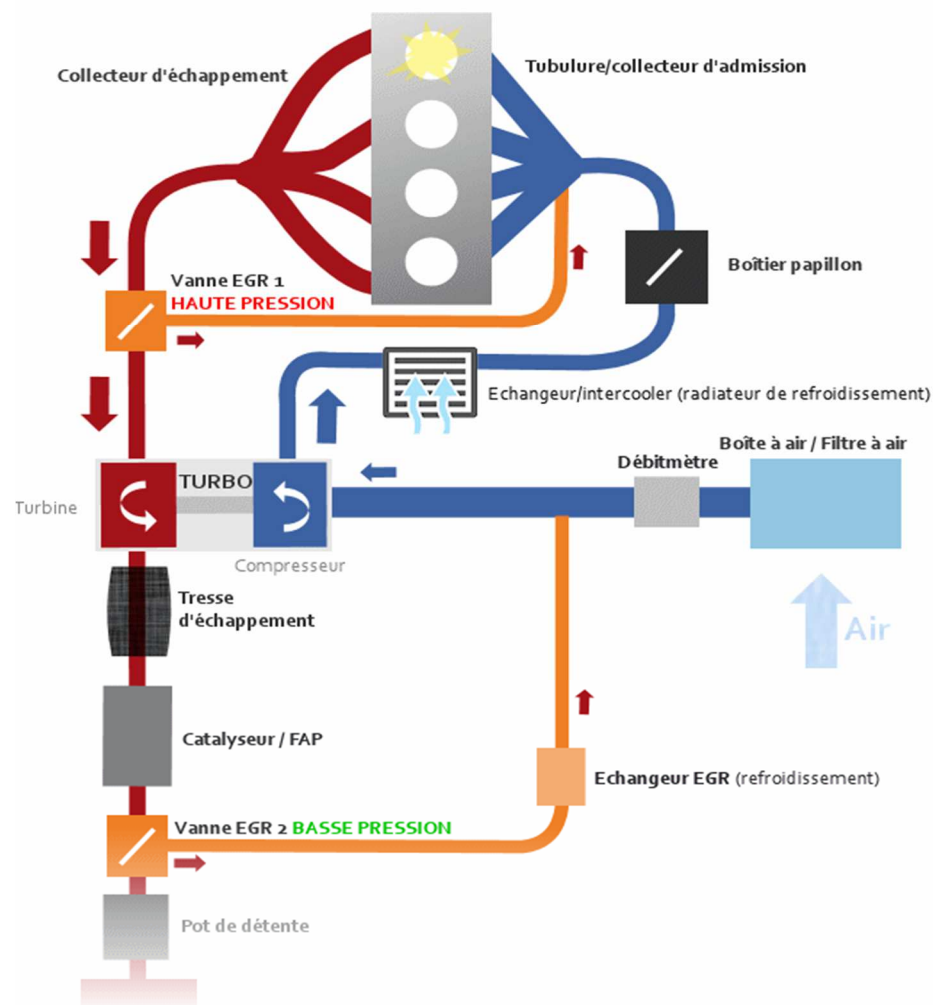 Collecteur d'échappement
Tubulure/collecteur d'admission
Vanne EGR 1
HAUTE PRESSION
Boîtier papillon
Echangeur/intercooler (radiateur de refroidissement)
Boîte à air / Filtre à air
Débitmètre
TURBO
Turbine
Compresseur
Tresse
d'échappement
Air
Catalyseur / FAP
Echangeur EGR (refroidissement)
Vanne EGR 2 BASSE PRESSION
Pot de détente